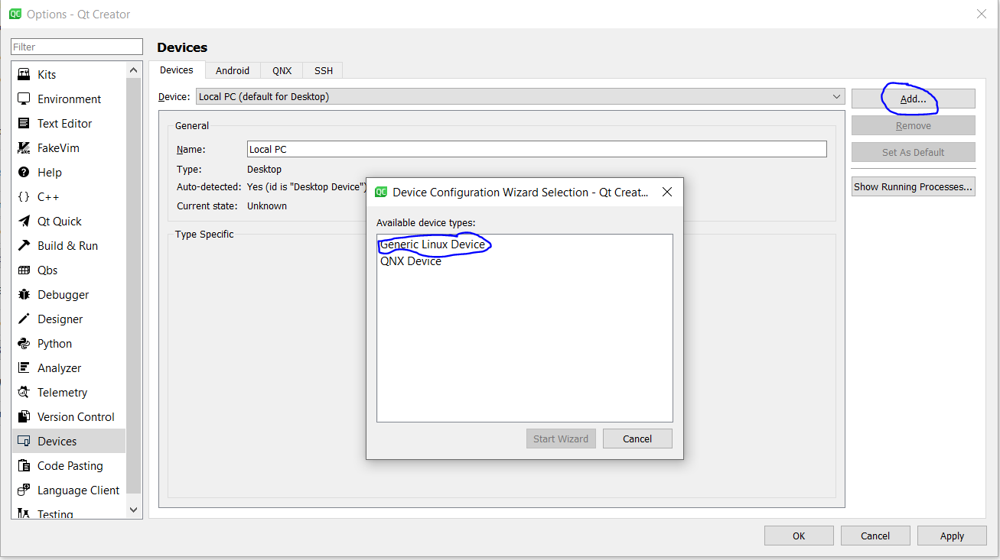 QC Options - Qt Creator
Filter
Kits
Environment
Text Editor
FakeVim
Help
{} C++
Qt Quick
Build & Run
Qbs
Debugger
Designer
Python
Analyzer
Telemetry
Version Control
Devices
Code Pasting
Language Client
Testing
Devices
Devices Android QNX SSH
Device: Local PC (default for Desktop)
General
Name: Local PC
Type: Desktop
Auto-detected: Yes (id is "Desktop Device")
Current state: Unknown
Type Specific
Add...
Remove
Set As Default
Show Running Processes...
QC Device Configuration Wizard Selection - Qt Creat...
Available device types:
Generic Linux Device
QNX Device
Start Wizard Cancel
OK Cancel Apply